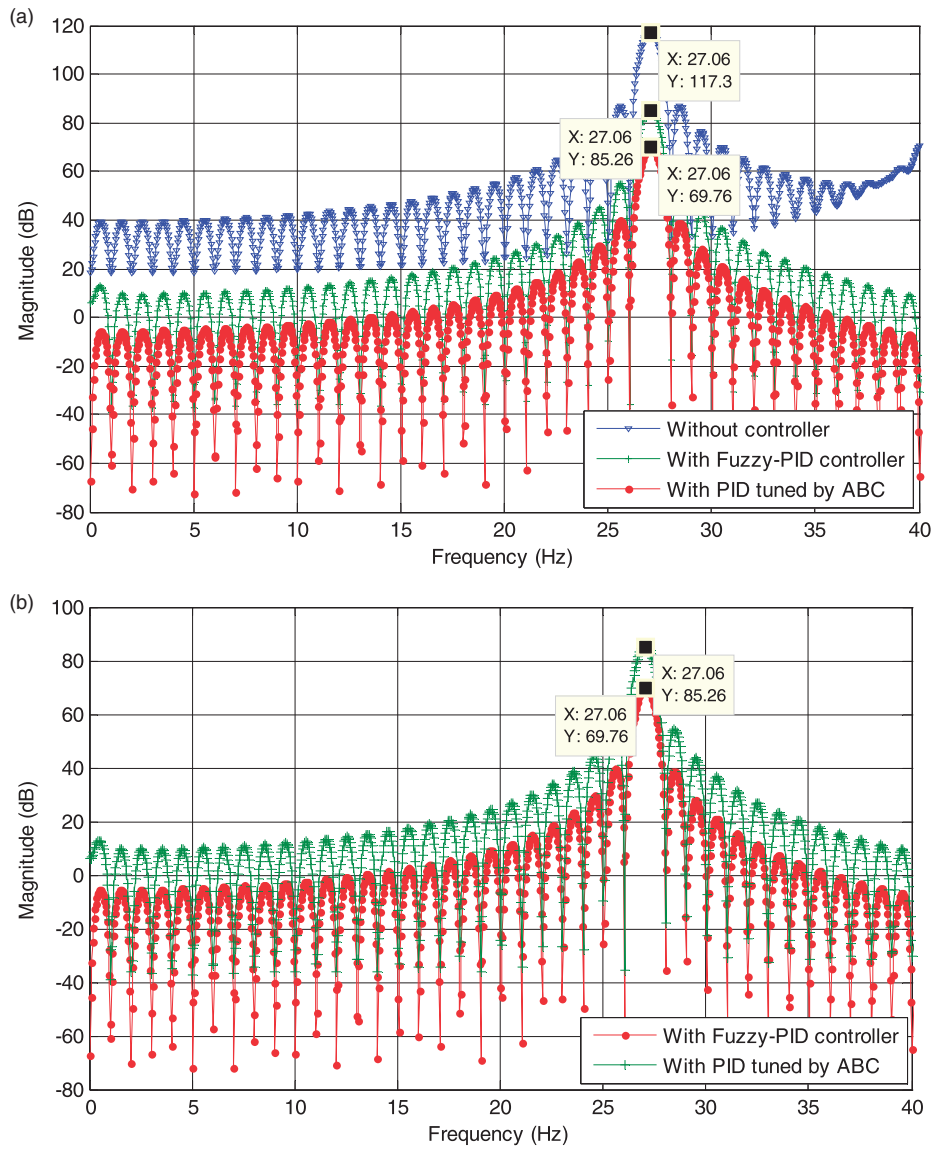 (a)
120
100
80
60
40
20
0
-20
-40
-60
-80
Magnitude (dB)
X: 27.06
Y: 117.3
X: 27.06
Y: 85.26
X: 27.06
Y: 69.76
Without controller
With Fuzzy-PID controller
With PID tuned by ABC
0 5 10 15 20 25 30 35 40
Frequency (Hz)
(b)
100
80
60
40
20
0
-20
-40
-60
-80
Magnitude (dB)
X: 27.06
Y: 85.26
X: 27.06
Y: 69.76
With Fuzzy-PID controller
With PID tuned by ABC
0 5 10 15 20 25 30 35 40
Frequency (Hz)